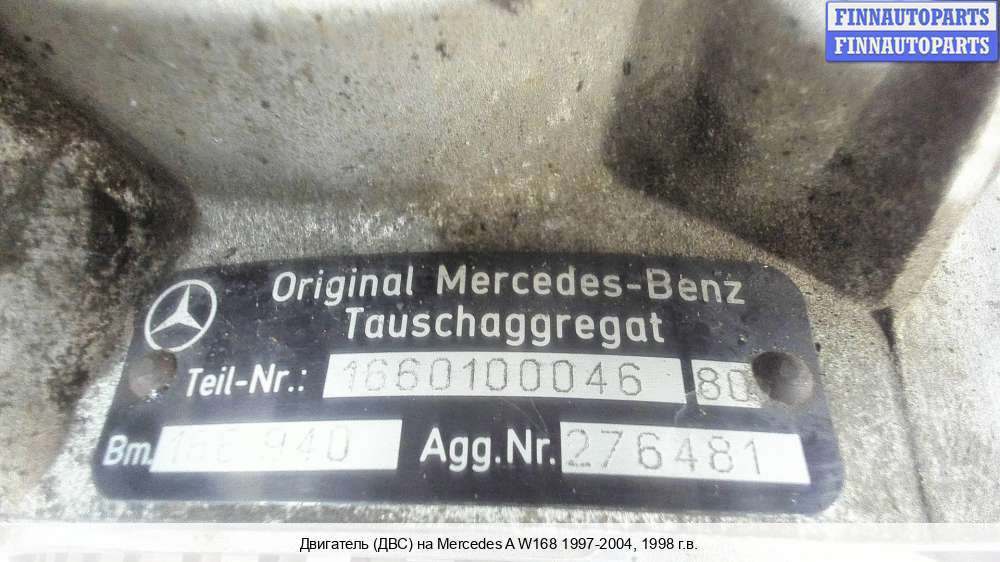 FINNAUTOPARTS
FINNAUTOPARTS
Original Mercedes-Benz
Tauschaggregat
Teil-Nr.: 1660100046 80
Bm. 940 Agg.Nr. 276481
Двигатель (ДВС) на Mercedes A W168 1997-2004, 1998 г.в.